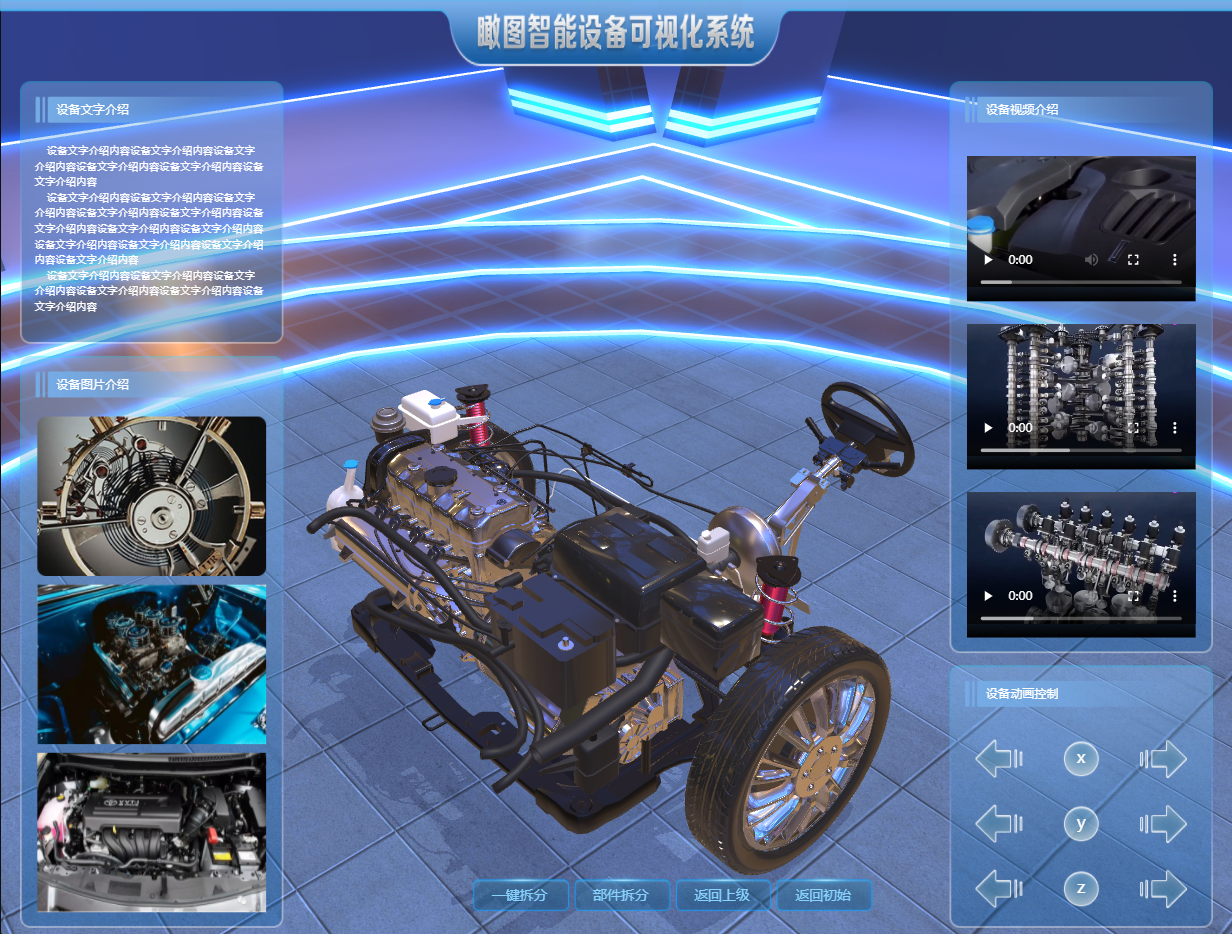 瞰图智能设备可视化系统
设备文字介绍
设备文字介绍内容设备文字介绍内容设备文字
介绍内容设备文字介绍内容设备文字介绍内容设备
文字介绍内容
设备文字介绍内容设备文字介绍内容设备文字
介绍内容设备文字介绍内容设备文字介绍内容设备
文字介绍内容设备文字介绍内容设备文字介绍内容
设备文字介绍内容设备文字介绍内容设备文字介绍
内容设备文字介绍内容
设备文字介绍内容设备文字介绍内容设备文字
介绍内容设备文字介绍内容设备文字介绍内容设备
文字介绍内容
设备图片介绍
设备视频介绍
0:00
0:00
0:00
设备动画控制
x
y
z
一键拆分
部件拆分
返回上级
返回初始